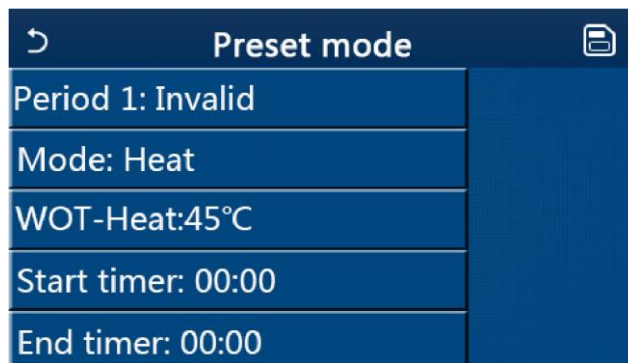 Preset mode
Period 1: Invalid
Mode: Heat
WOT-Heat:45℃
Start timer: 00:00
End timer: 00:00